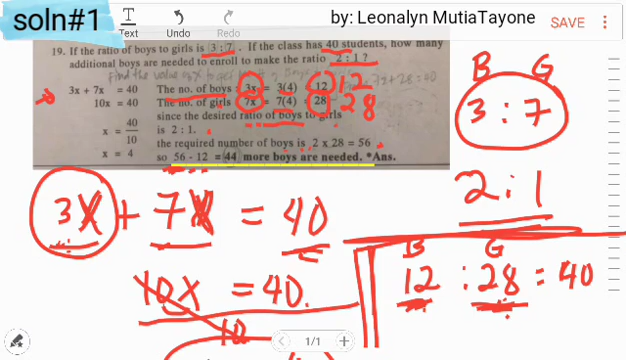 soln#1
Text
Undo
Redo
by: Leonalyn MutiaTayone
SAVE
19. If the ratio of boys to girls is 3 : 7. If the class has 40 students, how many
additional boys are needed to enroll to make the ratio 2 : 1?
3x + 7x = 40 The no. of boys : 3x = 3(4) 12 12
10x = 40 The no. of girls 7x = 7(4) 28 28
since the desired ratio of boys to girls
x = 40/10 is 2 : 1.
the required number of boys is 2 x 28 = 56
x = 4 so 56 - 12 = 44 more boys are needed. *Ans.
B G
3 : 7
2 : 1
3x + 7x = 40
B G
12 : 28 = 40
10x = 40
10
1/1